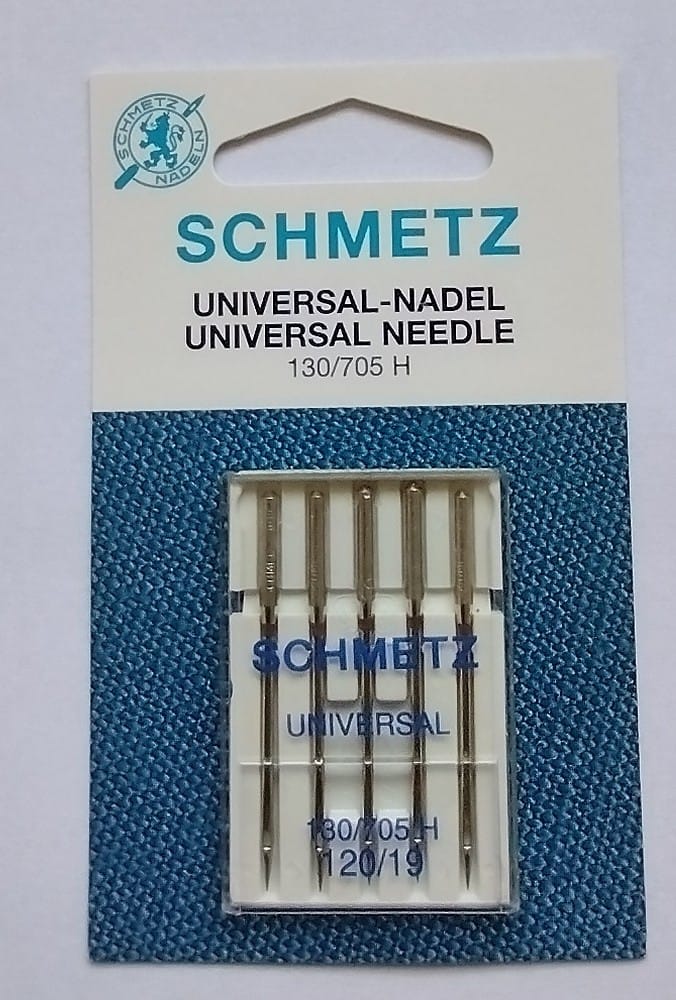 SCHMETZ
NADELN
SCHMETZ
UNIVERSAL-NADEL
UNIVERSAL NEEDLE
130/705 H
SCHMETZ
UNIVERSAL
130/705 H
120/19